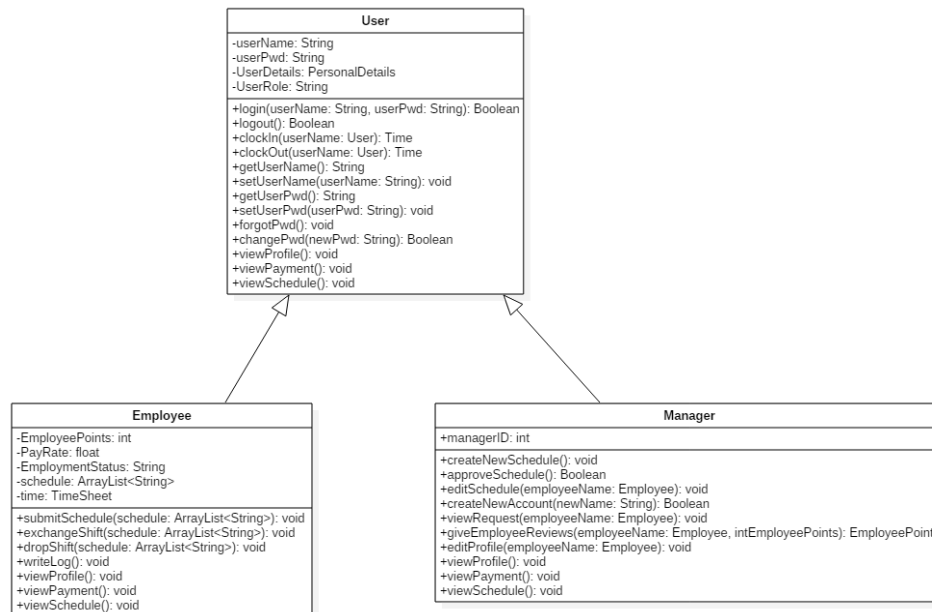 User
-userName: String
-userPwd: String
-UserDetails: PersonalDetails
-UserRole: String
+login(userName: String, userPwd: String): Boolean
+logout(): Boolean
+clockIn(userName: User): Time
+clockOut(userName: User): Time
+getUserName(): String
+setUserName(userName: String): void
+getUserPwd(): String
+setUserPwd(userPwd: String): void
+forgotPwd(): void
+changePwd(newPwd: String): Boolean
+viewProfile(): void
+viewPayment(): void
+viewSchedule(): void
Employee
-EmployeePoints: int
-PayRate: float
-EmploymentStatus: String
-schedule: ArrayList<String>
-time: TimeSheet
+submitSchedule(schedule: ArrayList<String>): void
+exchangeShift(schedule: ArrayList<String>): void
+dropShift(schedule: ArrayList<String>): void
+writeLog(): void
+viewProfile(): void
+viewPayment(): void
+viewSchedule(): void
Manager
+managerID: int
+createNewSchedule(): void
+approveSchedule(): Boolean
+editSchedule(employeeName: Employee): void
+createNewAccount(newName: String): Boolean
+viewRequest(employeeName: Employee): void
+giveEmployeeReviews(employeeName: Employee, intEmployeePoints): EmployeePoint
+editProfile(employeeName: Employee): void
+viewProfile(): void
+viewPayment(): void
+viewSchedule(): void